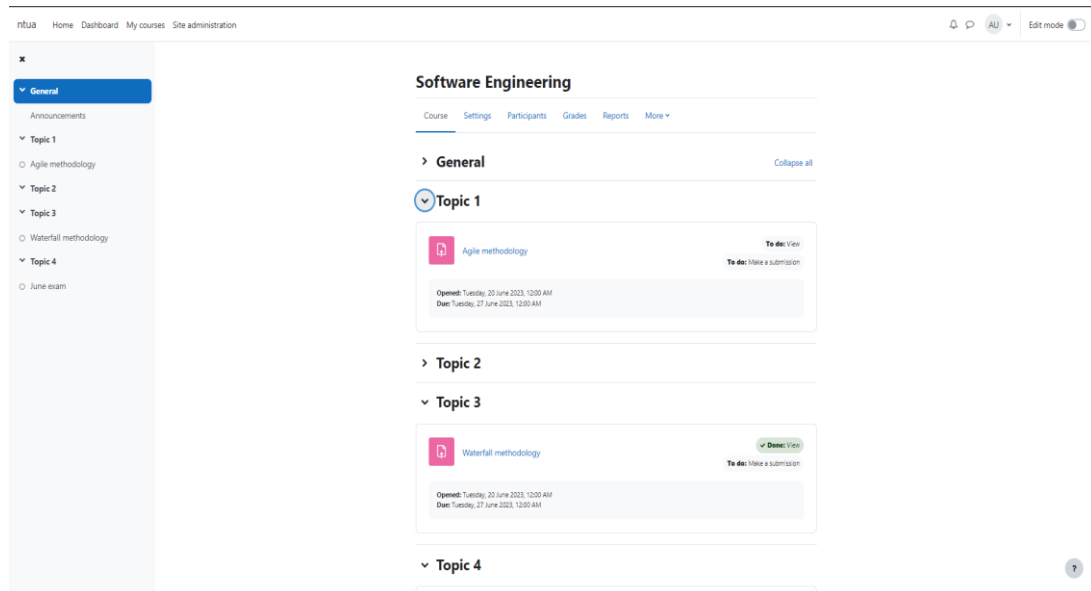 ntua Home Dashboard My courses Site administration AU Edit mode
General
Announcements
Topic 1
Agile methodology
Topic 2
Topic 3
Waterfall methodology
Topic 4
June exam
Software Engineering
Course Settings Participants Grades Reports More
General Collapse all
Topic 1
Agile methodology
To do: View
To do: Make a submission
Opened: Tuesday, 20 June 2023, 12:00 AM
Due: Tuesday, 27 June 2023, 12:00 AM
Topic 2
Topic 3
Waterfall methodology
Done: View
To do: Make a submission
Opened: Tuesday, 20 June 2023, 12:00 AM
Due: Tuesday, 27 June 2023, 12:00 AM
Topic 4
?